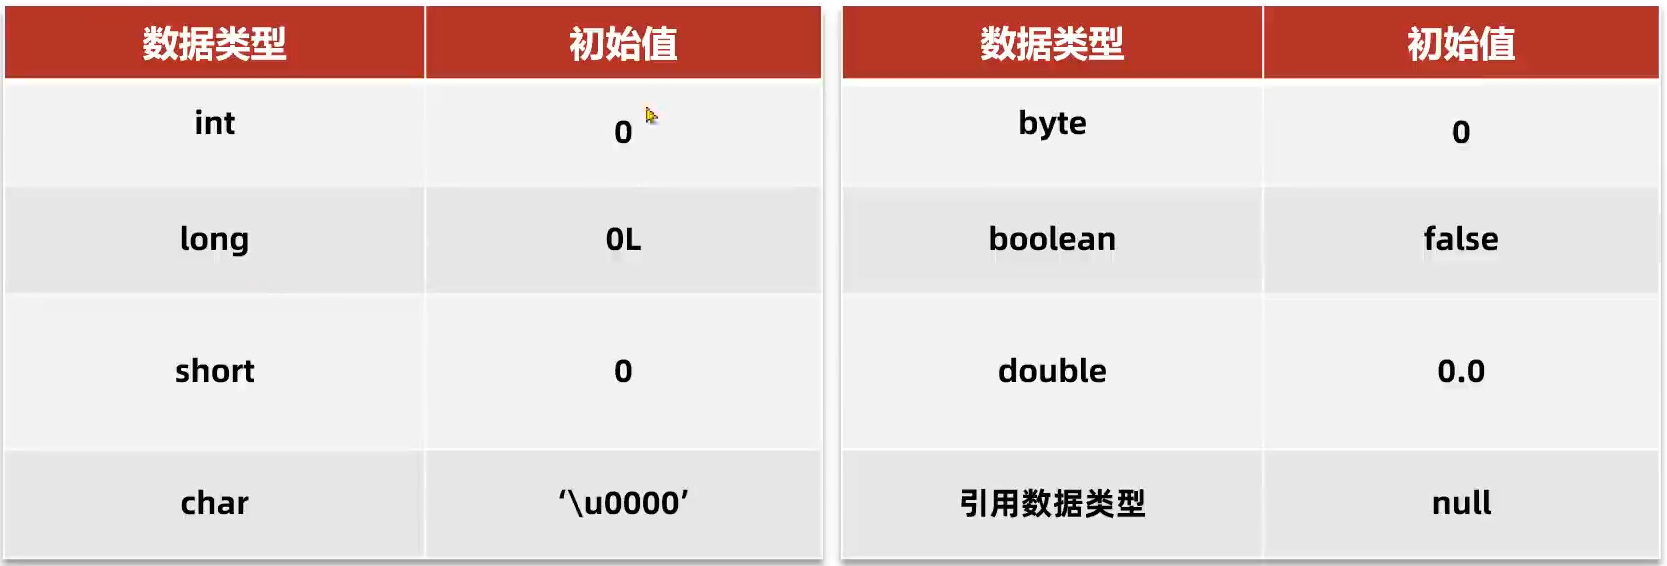 数据类型 初始值
int 0
long 0L
short 0
char ‘\u0000’
数据类型 初始值
byte 0
boolean false
double 0.0
引用数据类型 null